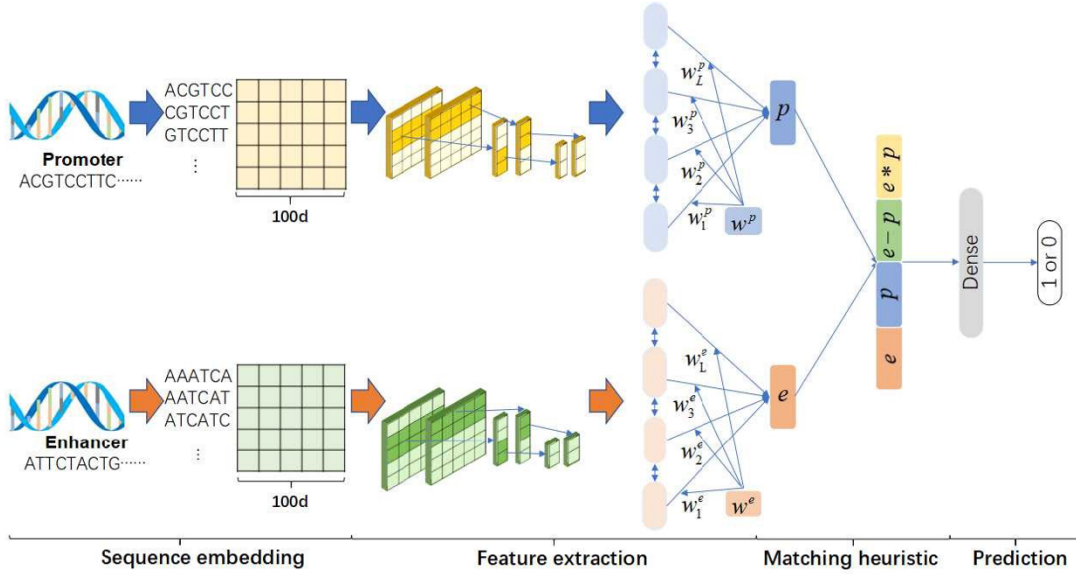 Promoter
ACGTCCTTC······
ACGTCC
CGTCCT
GTCCTT
⋮
100d
w_L^p
w_3^p
w_2^p
w_1^p
w^p
p
Enhancer
ATTCTACTG······
AAATCA
AATCAT
ATCATC
⋮
100d
w_L^e
w_3^e
w_2^e
w_1^e
w^e
e
e * p
e − p
p
e
Dense
1 or 0
Sequence embedding
Feature extraction
Matching heuristic
Prediction